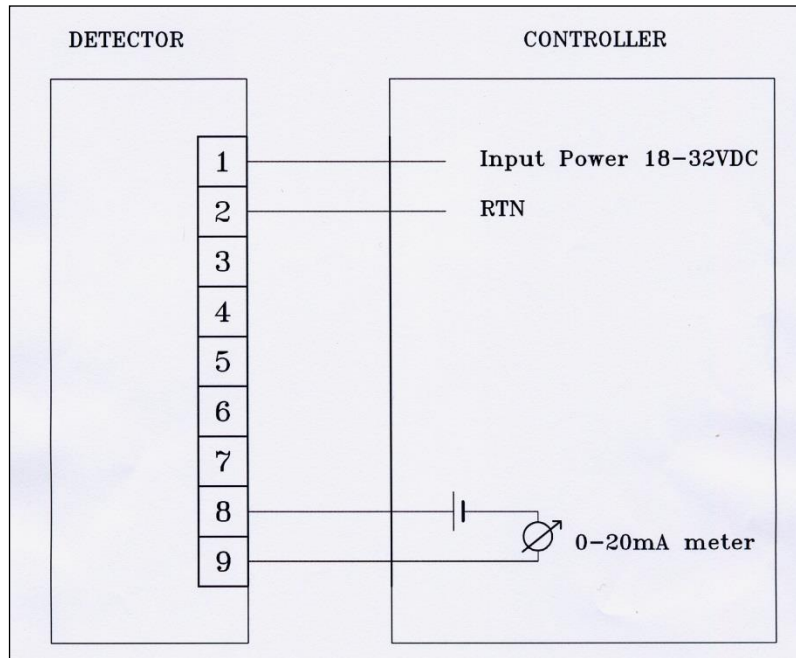 DETECTOR CONTROLLER
1 Input Power 18-32VDC
2 RTN
3
4
5
6
7
8
9 0-20mA meter